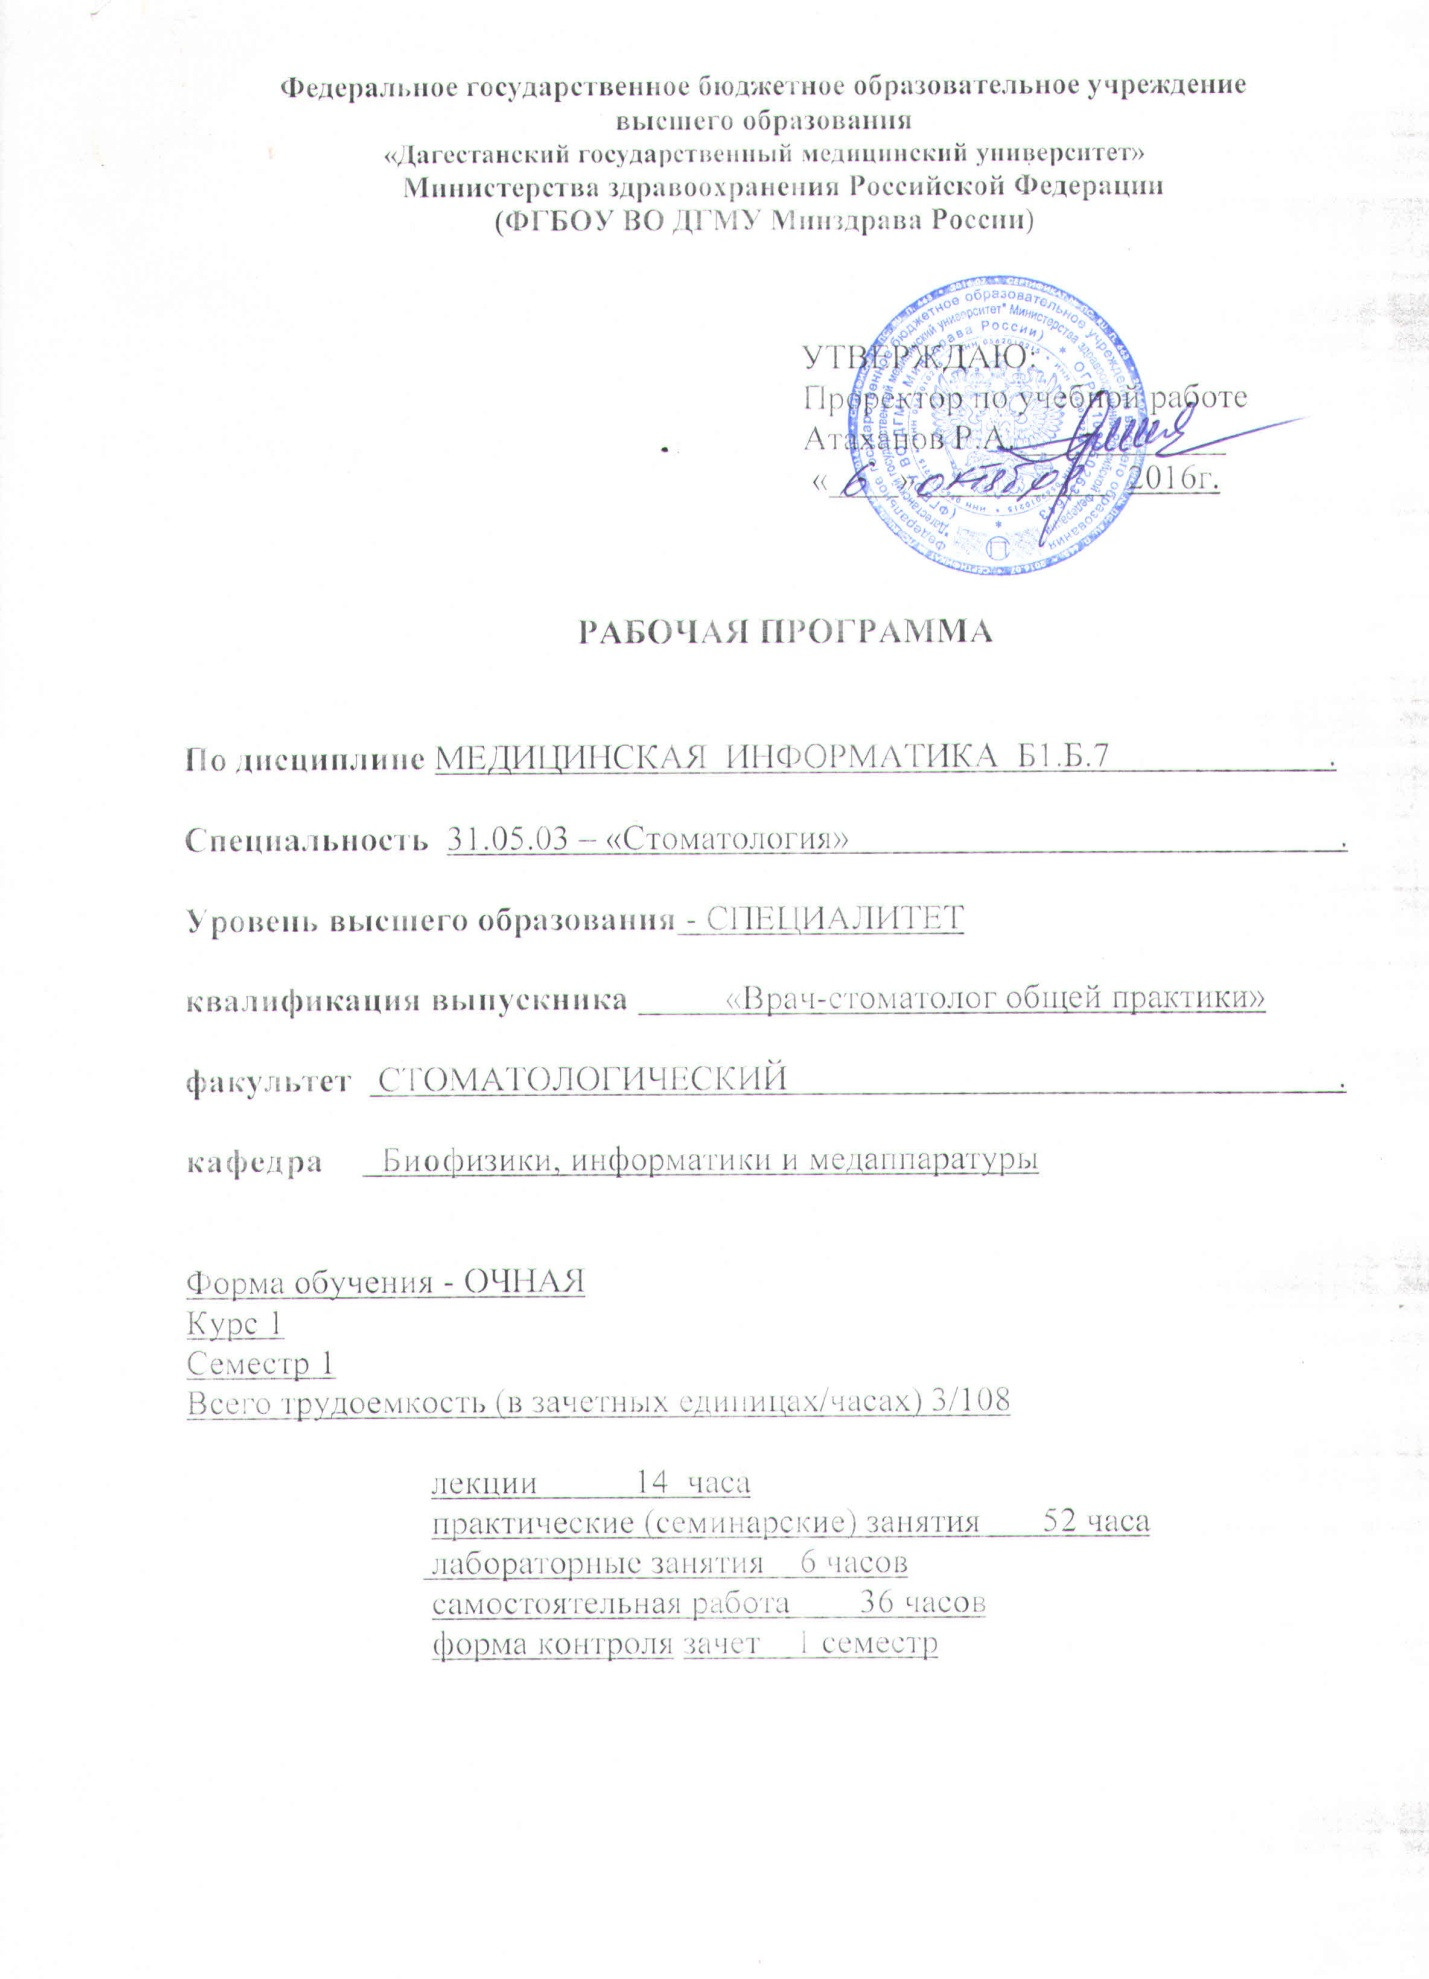 Федеральное государственное бюджетное образовательное учреждение
высшего образования
«Дагестанский государственный медицинский университет»
Министерства здравоохранения Российской Федерации
(ФГБОУ ВО ДГМУ Минздрава России)
УТВЕРЖДАЮ:
Проректор по учебной работе
Атаханов Р.А.
«6» октября 2016г.
РАБОЧАЯ ПРОГРАММА
По дисциплине МЕДИЦИНСКАЯ ИНФОРМАТИКА Б1.Б.7 .
Специальность 31.05.03 – «Стоматология» .
Уровень высшего образования - СПЕЦИАЛИТЕТ
квалификация выпускника «Врач-стоматолог общей практики»
факультет СТОМАТОЛОГИЧЕСКИЙ .
кафедра Биофизики, информатики и медаппаратуры
Форма обучения - ОЧНАЯ
Курс 1
Семестр 1
Всего трудоемкость (в зачетных единицах/часах) 3/108
лекции 14 часа
практические (семинарские) занятия 52 часа
лабораторные занятия 6 часов
самостоятельная работа 36 часов
форма контроля зачет 1 семестр